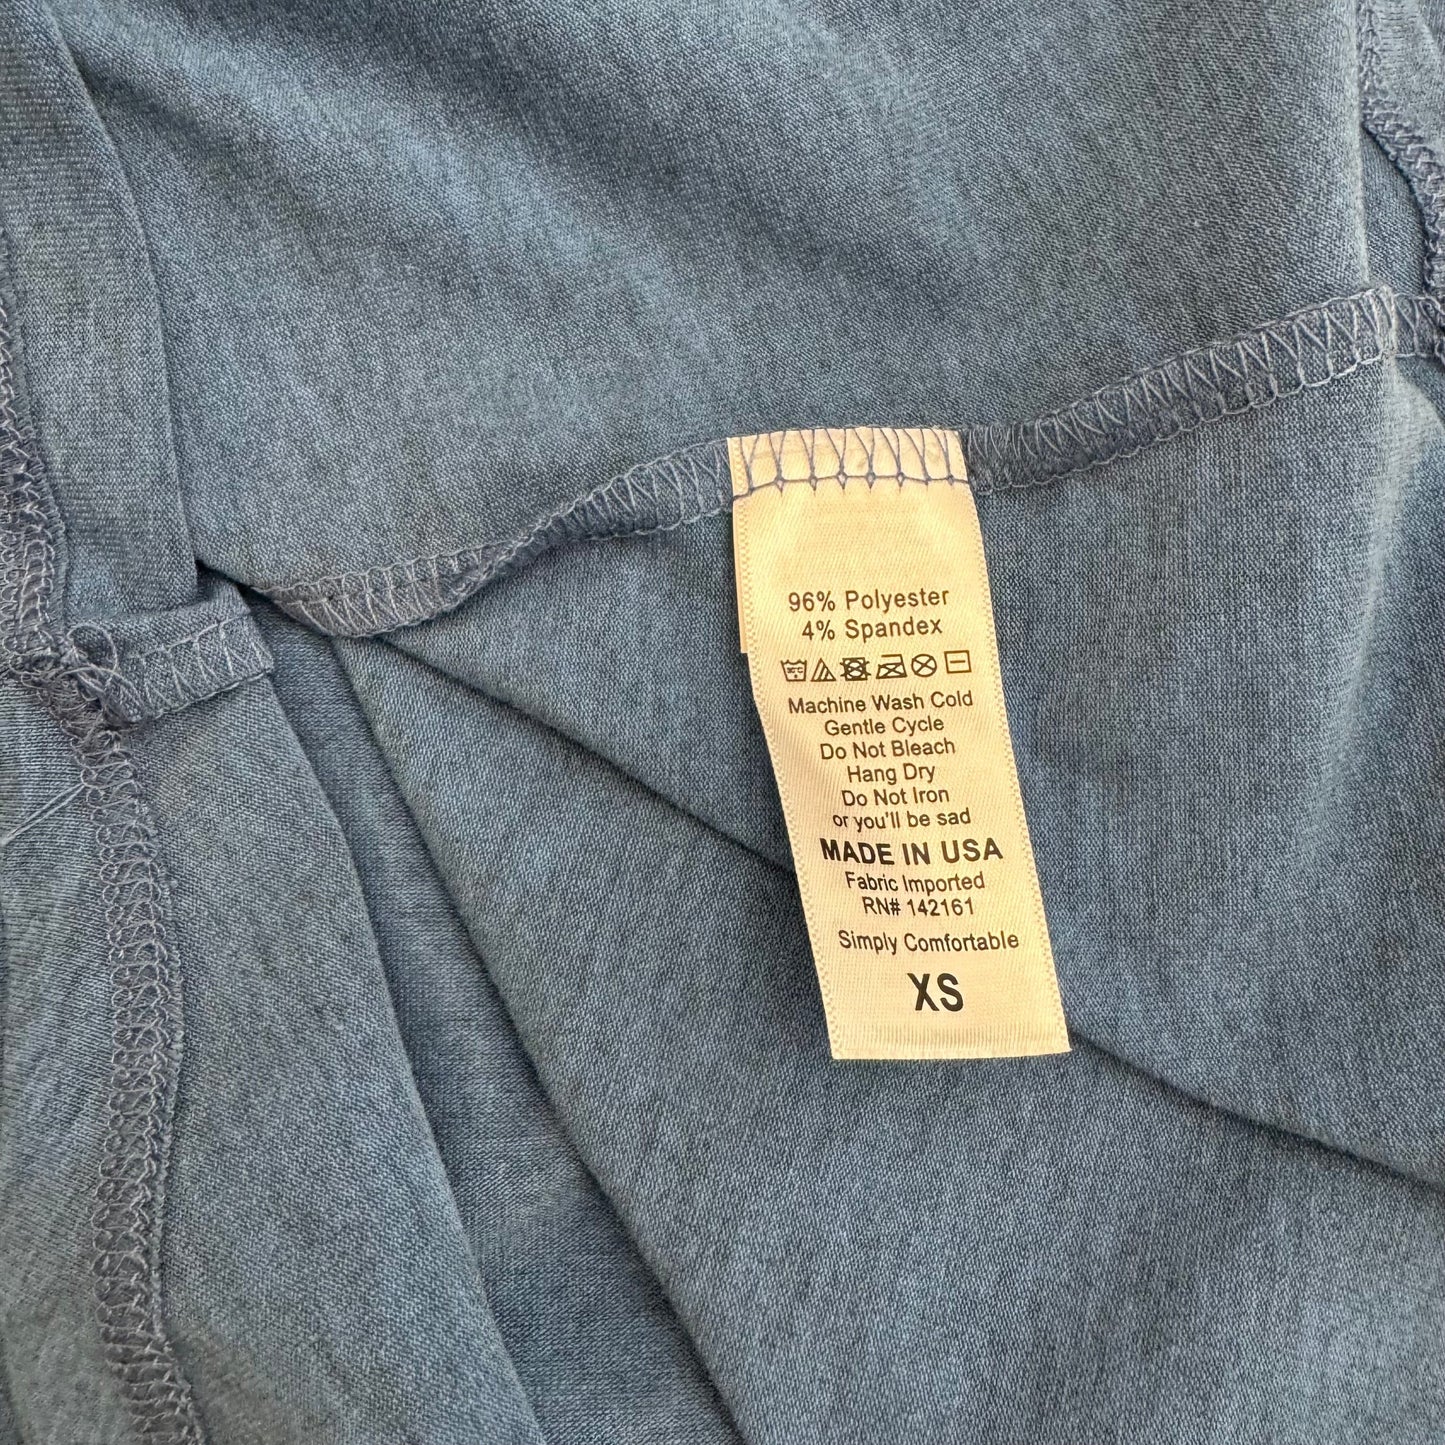 96% Polyester
4% Spandex
Machine Wash Cold
Gentle Cycle
Do Not Bleach
Hang Dry
Do Not Iron
or you'll be sad
MADE IN USA
Fabric Imported
RN# 142161
Simply Comfortable
XS